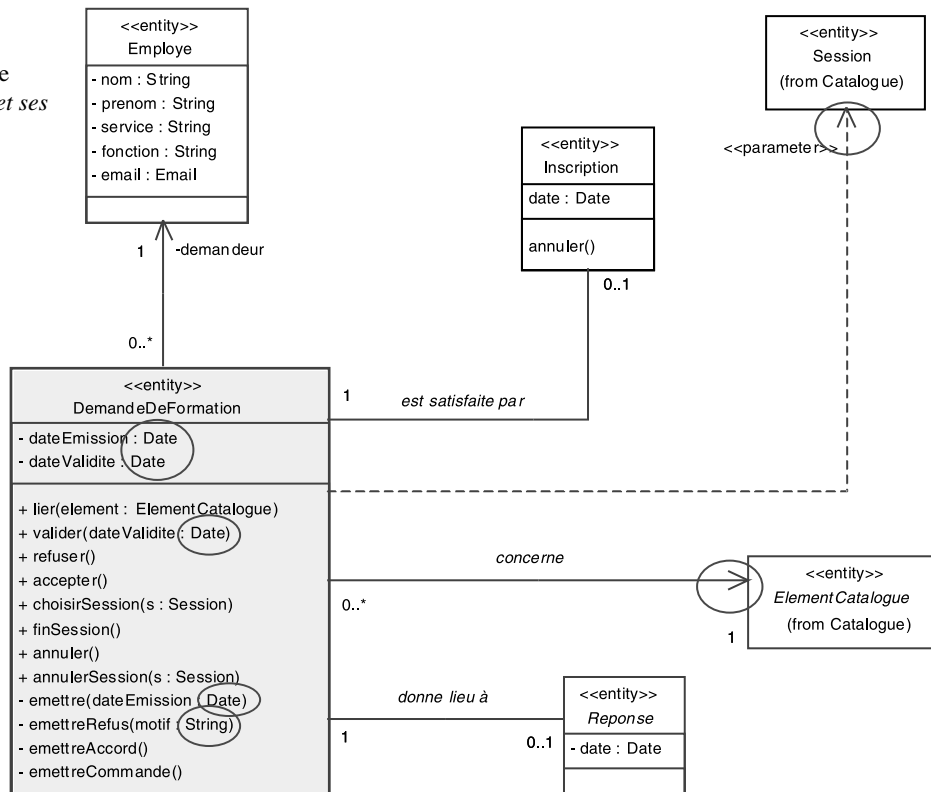 e
et ses
<<entity>>
Employe
- nom : String
- prenom : String
- service : String
- fonction : String
- email : Email
1
-demandeur
0..*
<<entity>>
Session
(from Catalogue)
<<parameter>>
<<entity>>
Inscription
date : Date
annuler()
0..1
1
est satisfaite par
<<entity>>
DemandeDeFormation
- dateEmission : Date
- dateValidite : Date
+ lier(element : ElementCatalogue)
+ valider(dateValidite : Date)
+ refuser()
+ accepter()
+ choisirSession(s : Session)
+ finSession()
+ annuler()
+ annulerSession(s : Session)
- emettre(dateEmission : Date)
- emettreRefus(motif : String)
- emettreAccord()
- emettreCommande()
concerne
0..*
1
<<entity>>
ElementCatalogue
(from Catalogue)
donne lieu à
1
0..1
<<entity>>
Reponse
- date : Date